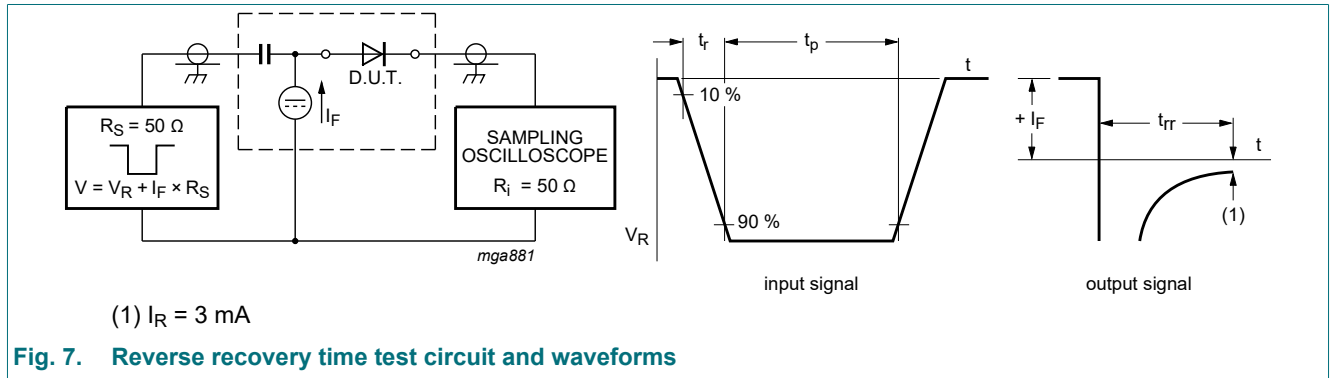 D.U.T.
I_F
R_S = 50 Ω
V = V_R + I_F × R_S
SAMPLING
OSCILLOSCOPE
R_i = 50 Ω
mga881
t_r
t_p
t
10 %
90 %
V_R
input signal
+ I_F
t_rr
t
(1)
output signal
(1) I_R = 3 mA
Fig. 7. Reverse recovery time test circuit and waveforms